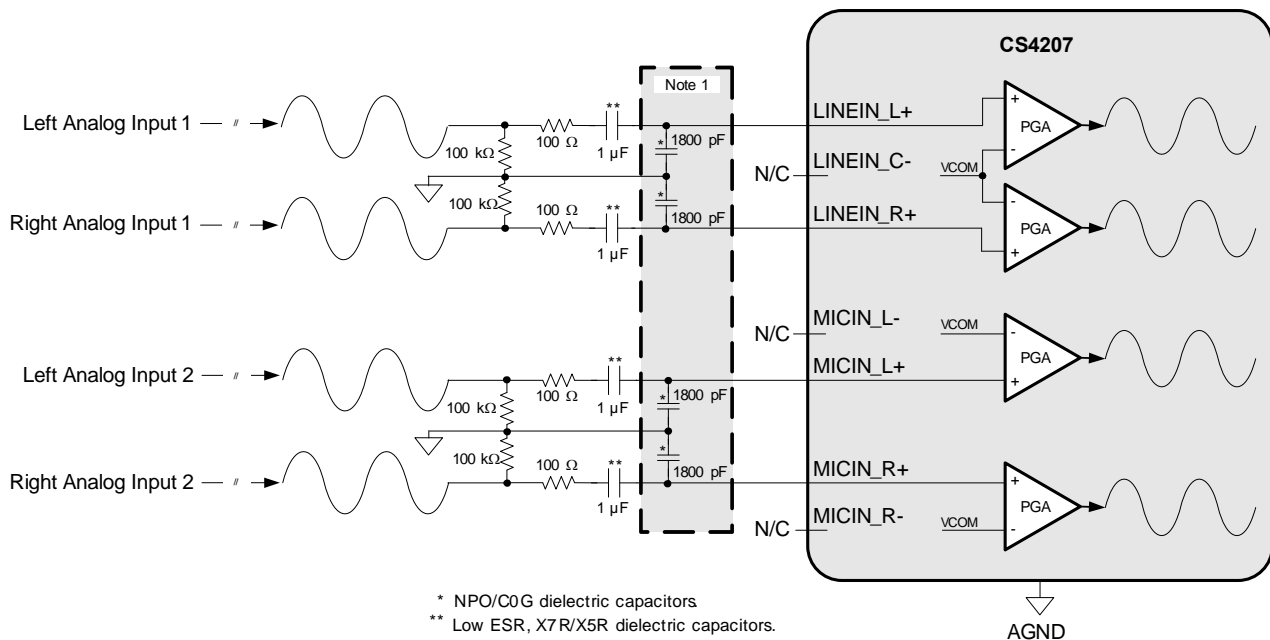 CS4207
Note 1
Left Analog Input 1
**
100 Ω
1 µF
100 kΩ
*
1800 pF
LINEIN_L+
+
PGA
-
N/C
LINEIN_C-
VCOM
100 kΩ
*
1800 pF
-
PGA
+
Right Analog Input 1
**
100 Ω
1 µF
LINEIN_R+
N/C
MICIN_L-
VCOM
-
PGA
+
Left Analog Input 2
**
100 Ω
1 µF
100 kΩ
*
1800 pF
MICIN_L+
100 kΩ
*
1800 pF
Right Analog Input 2
**
100 Ω
1 µF
MICIN_R+
+
PGA
-
N/C
MICIN_R-
VCOM
* NPO/C0G dielectric capacitors.
** Low ESR, X7R/X5R dielectric capacitors.
AGND